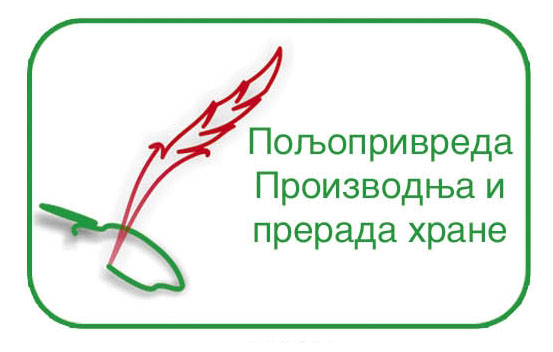 Пољопривреда
Производња и
прерада хране